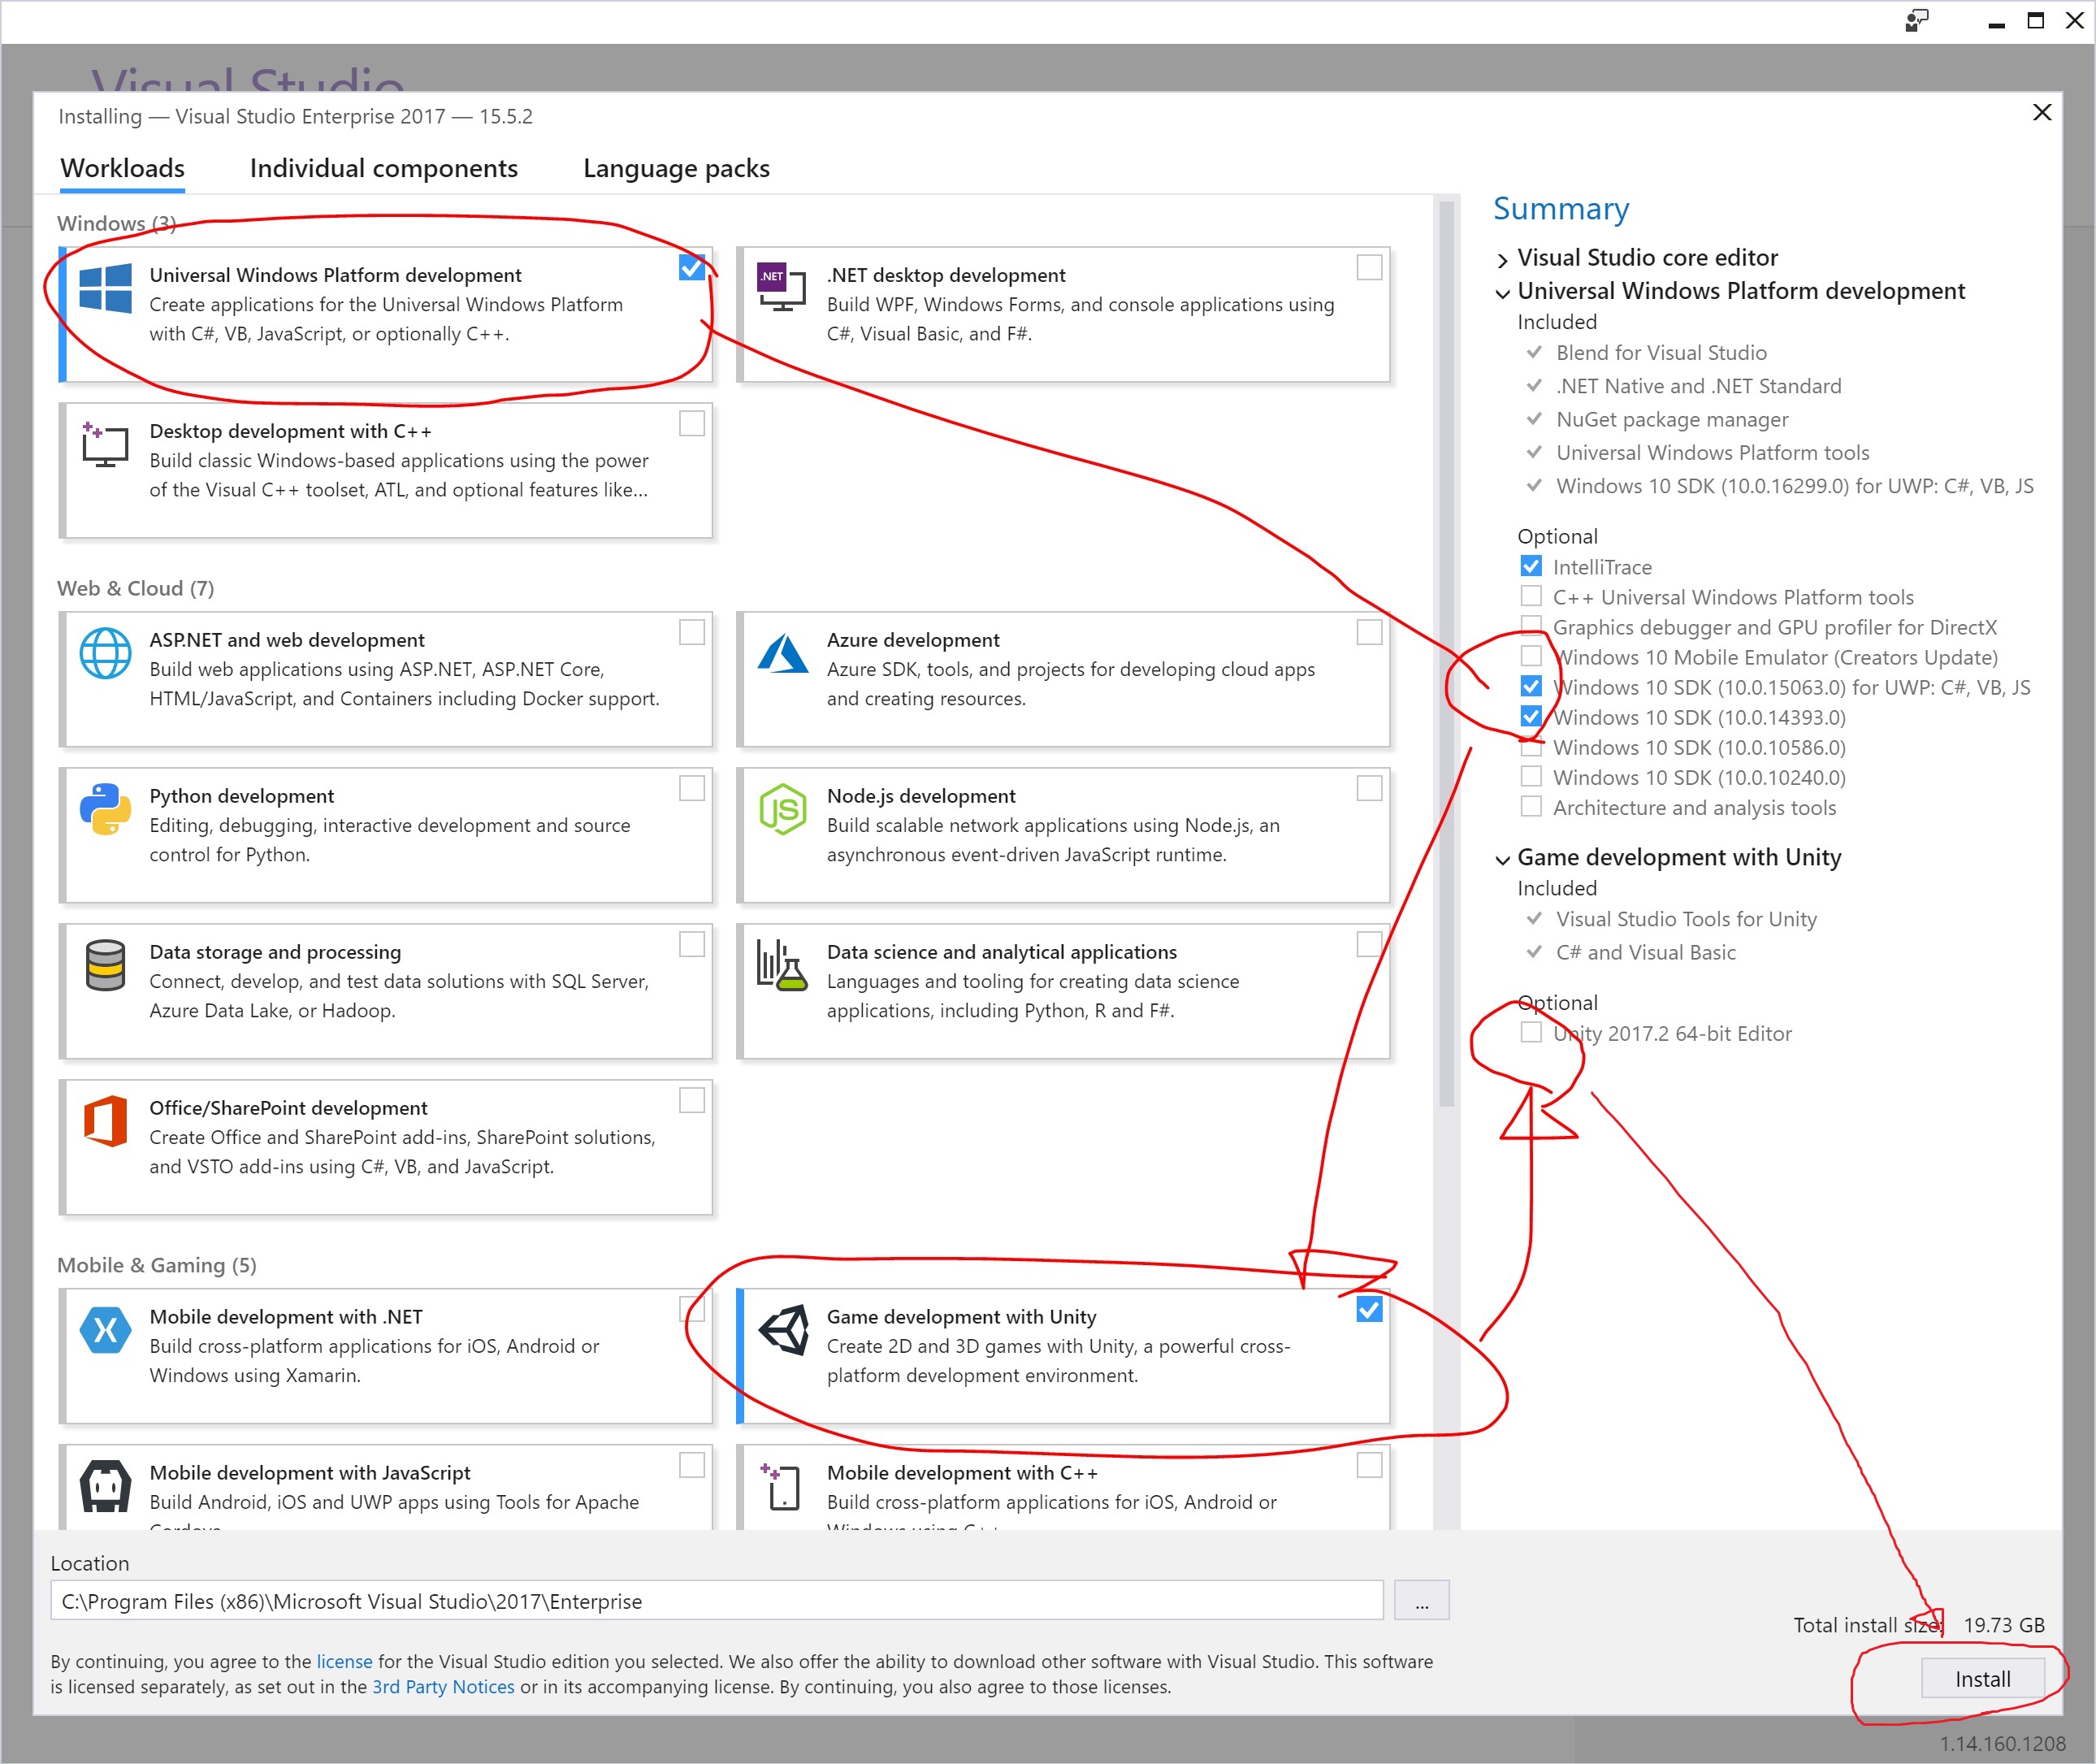 Visual Studio
Installing — Visual Studio Enterprise 2017 — 15.5.2
Workloads
Individual components
Language packs
Windows (3)
Universal Windows Platform development
Create applications for the Universal Windows Platform
with C#, VB, JavaScript, or optionally C++.
.NET
.NET desktop development
Build WPF, Windows Forms, and console applications using
C#, Visual Basic, and F#.
Desktop development with C++
Build classic Windows-based applications using the power
of the Visual C++ toolset, ATL, and optional features like...
Web & Cloud (7)
ASP.NET and web development
Build web applications using ASP.NET, ASP.NET Core,
HTML/JavaScript, and Containers including Docker support.
Azure development
Azure SDK, tools, and projects for developing cloud apps
and creating resources.
Python development
Editing, debugging, interactive development and source
control for Python.
JS
Node.js development
Build scalable network applications using Node.js, an
asynchronous event-driven JavaScript runtime.
Data storage and processing
Connect, develop, and test data solutions with SQL Server,
Azure Data Lake, or Hadoop.
Data science and analytical applications
Languages and tooling for creating data science
applications, including Python, R and F#.
Office/SharePoint development
Create Office and SharePoint add-ins, SharePoint solutions,
and VSTO add-ins using C#, VB, and JavaScript.
Mobile & Gaming (5)
Mobile development with .NET
Build cross-platform applications for iOS, Android or
Windows using Xamarin.
Game development with Unity
Create 2D and 3D games with Unity, a powerful cross-
platform development environment.
Mobile development with JavaScript
Build Android, iOS and UWP apps using Tools for Apache
Cordova.
Mobile development with C++
Build cross-platform applications for iOS, Android or
Windows using C++.
Summary
Visual Studio core editor
Universal Windows Platform development
Included
Blend for Visual Studio
.NET Native and .NET Standard
NuGet package manager
Universal Windows Platform tools
Windows 10 SDK (10.0.16299.0) for UWP: C#, VB, JS
Optional
IntelliTrace
C++ Universal Windows Platform tools
Graphics debugger and GPU profiler for DirectX
Windows 10 Mobile Emulator (Creators Update)
Windows 10 SDK (10.0.15063.0) for UWP: C#, VB, JS
Windows 10 SDK (10.0.14393.0)
Windows 10 SDK (10.0.10586.0)
Windows 10 SDK (10.0.10240.0)
Architecture and analysis tools
Game development with Unity
Included
Visual Studio Tools for Unity
C# and Visual Basic
Optional
Unity 2017.2 64-bit Editor
Location
C:\Program Files (x86)\Microsoft Visual Studio\2017\Enterprise
...
Total install size: 19.73 GB
By continuing, you agree to the license for the Visual Studio edition you selected. We also offer the ability to download other software with Visual Studio. This software
is licensed separately, as set out in the 3rd Party Notices or in its accompanying license. By continuing, you also agree to those licenses.
Install
1.14.160.1208